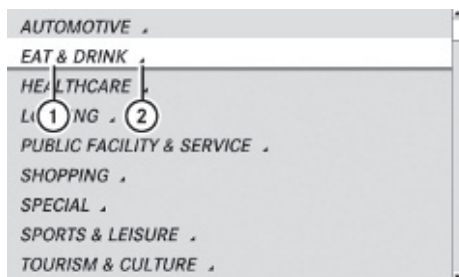 AUTOMOTIVE
EAT & DRINK
HEALTHCARE
1 2
PUBLIC FACILITY & SERVICE
SHOPPING
SPECIAL
SPORTS & LEISURE
TOURISM & CULTURE